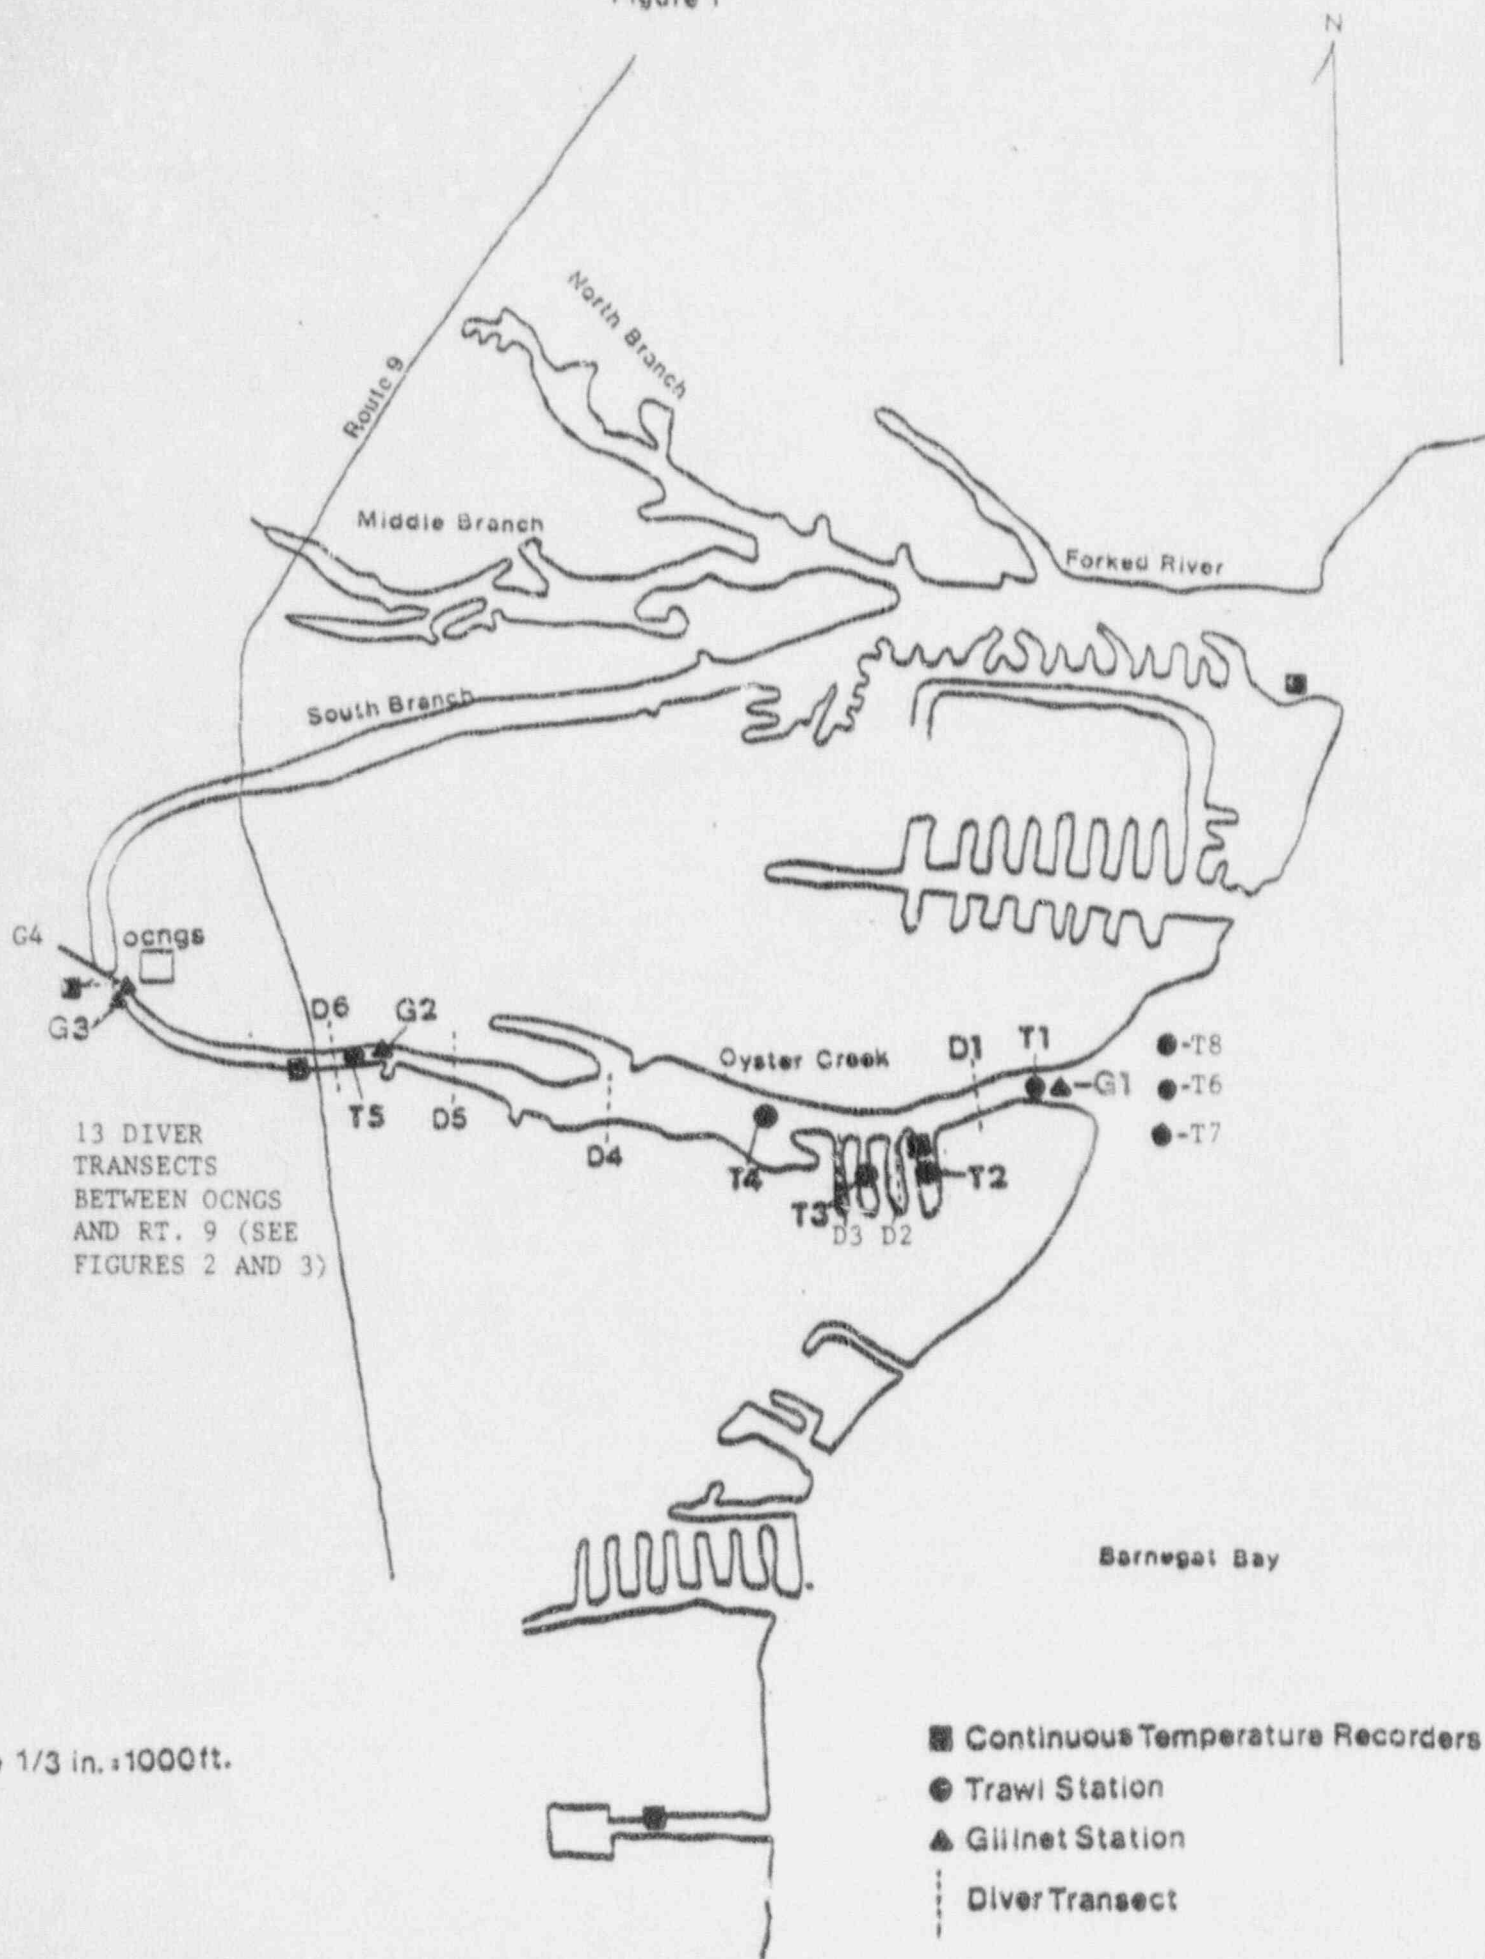 Figure 1
N
North Branch
Route 9
Middle Branch
Forked River
South Branch
G4
ocngs
G3
D6
G2
T5
D5
D4
Oyster Creek
D1
T1
G1
-T8
-T6
-T7
T4
T3
T2
D3
D2
13 DIVER
TRANSECTS
BETWEEN OCNGS
AND RT. 9 (SEE
FIGURES 2 AND 3)
Barnegat Bay
1/3 in.=1000ft.
Continuous Temperature Recorders
Trawl Station
Gillnet Station
Diver Transect